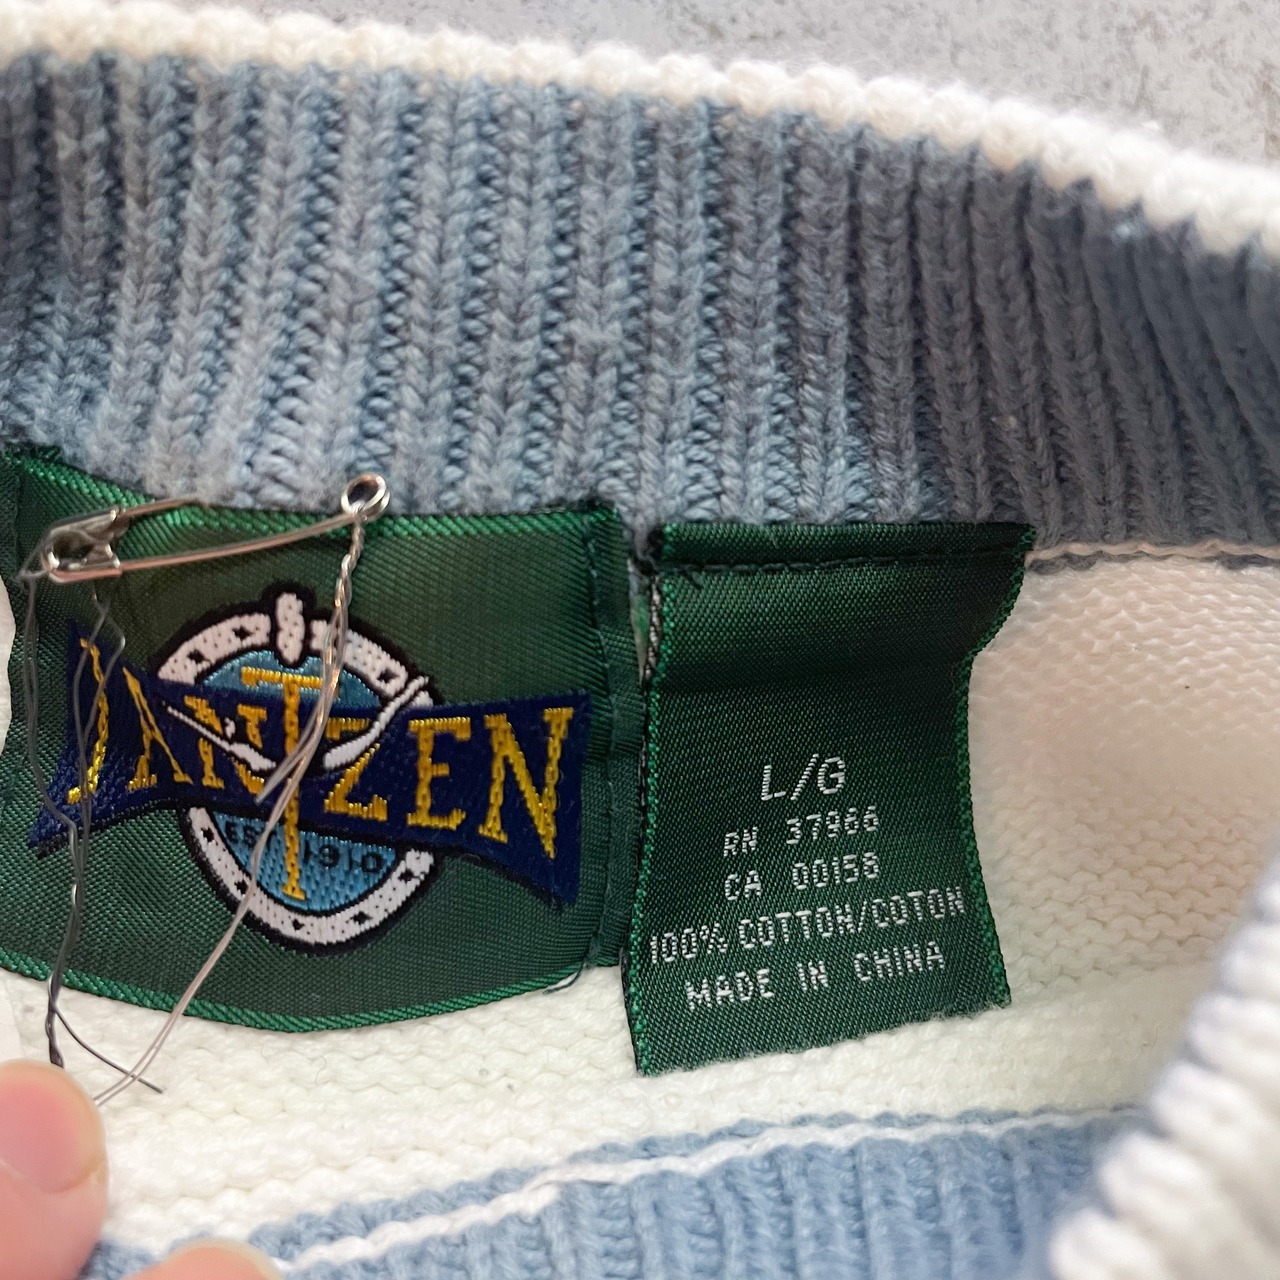 JANTZEN
EST 1910
L/G
RN 37966
CA 00158
100% COTTON/COTON
MADE IN CHINA